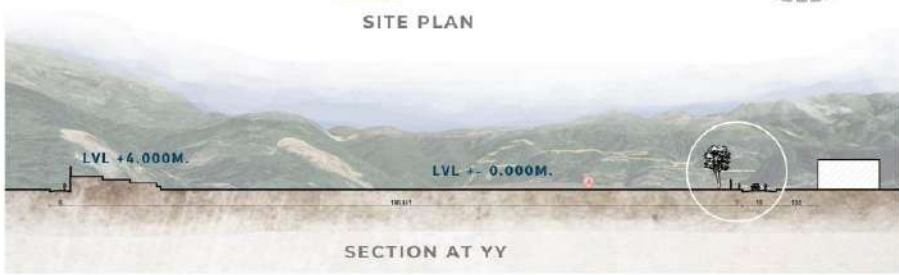 SITE PLAN
LVL +4.000M.
LVL +- 0.000M.
SECTION AT YY